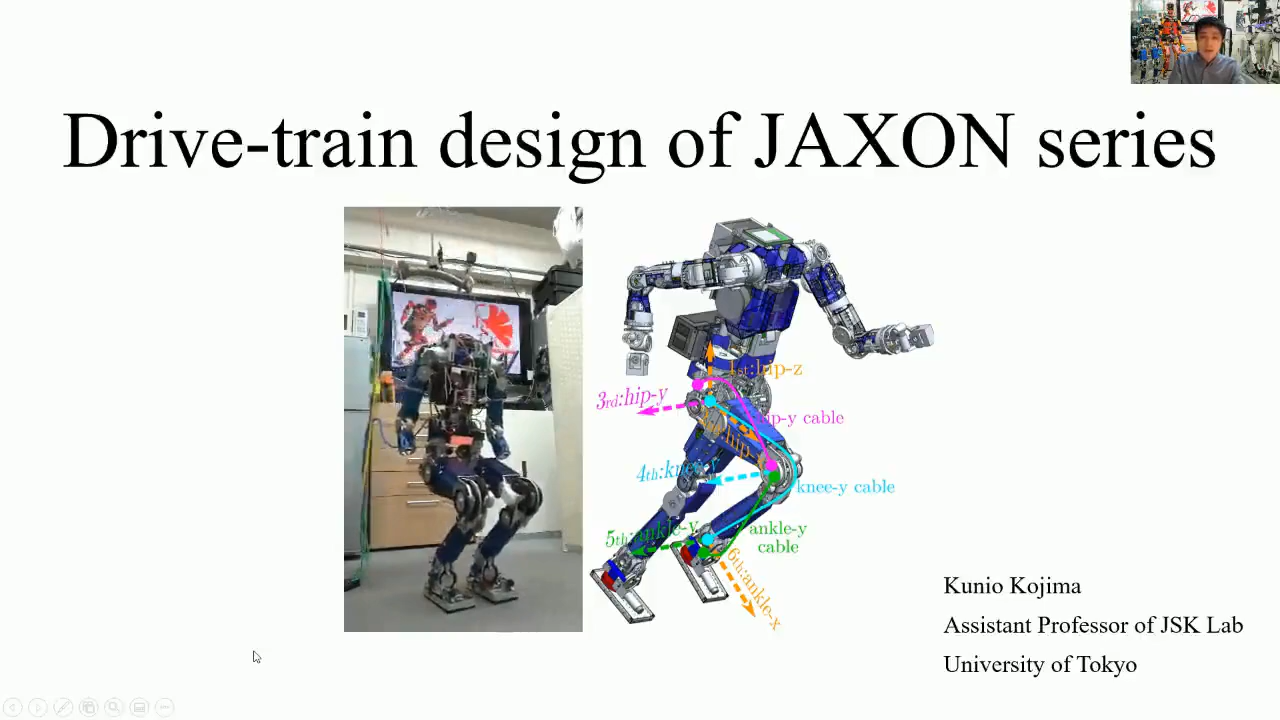 Drive-train design of JAXON series
1st:hip-z
3rd:hip-y
hip-y cable
4th:knee-y
knee-y cable
5th:ankle-y
ankle-y
cable
6th:ankle-x
Kunio Kojima
Assistant Professor of JSK Lab
University of Tokyo